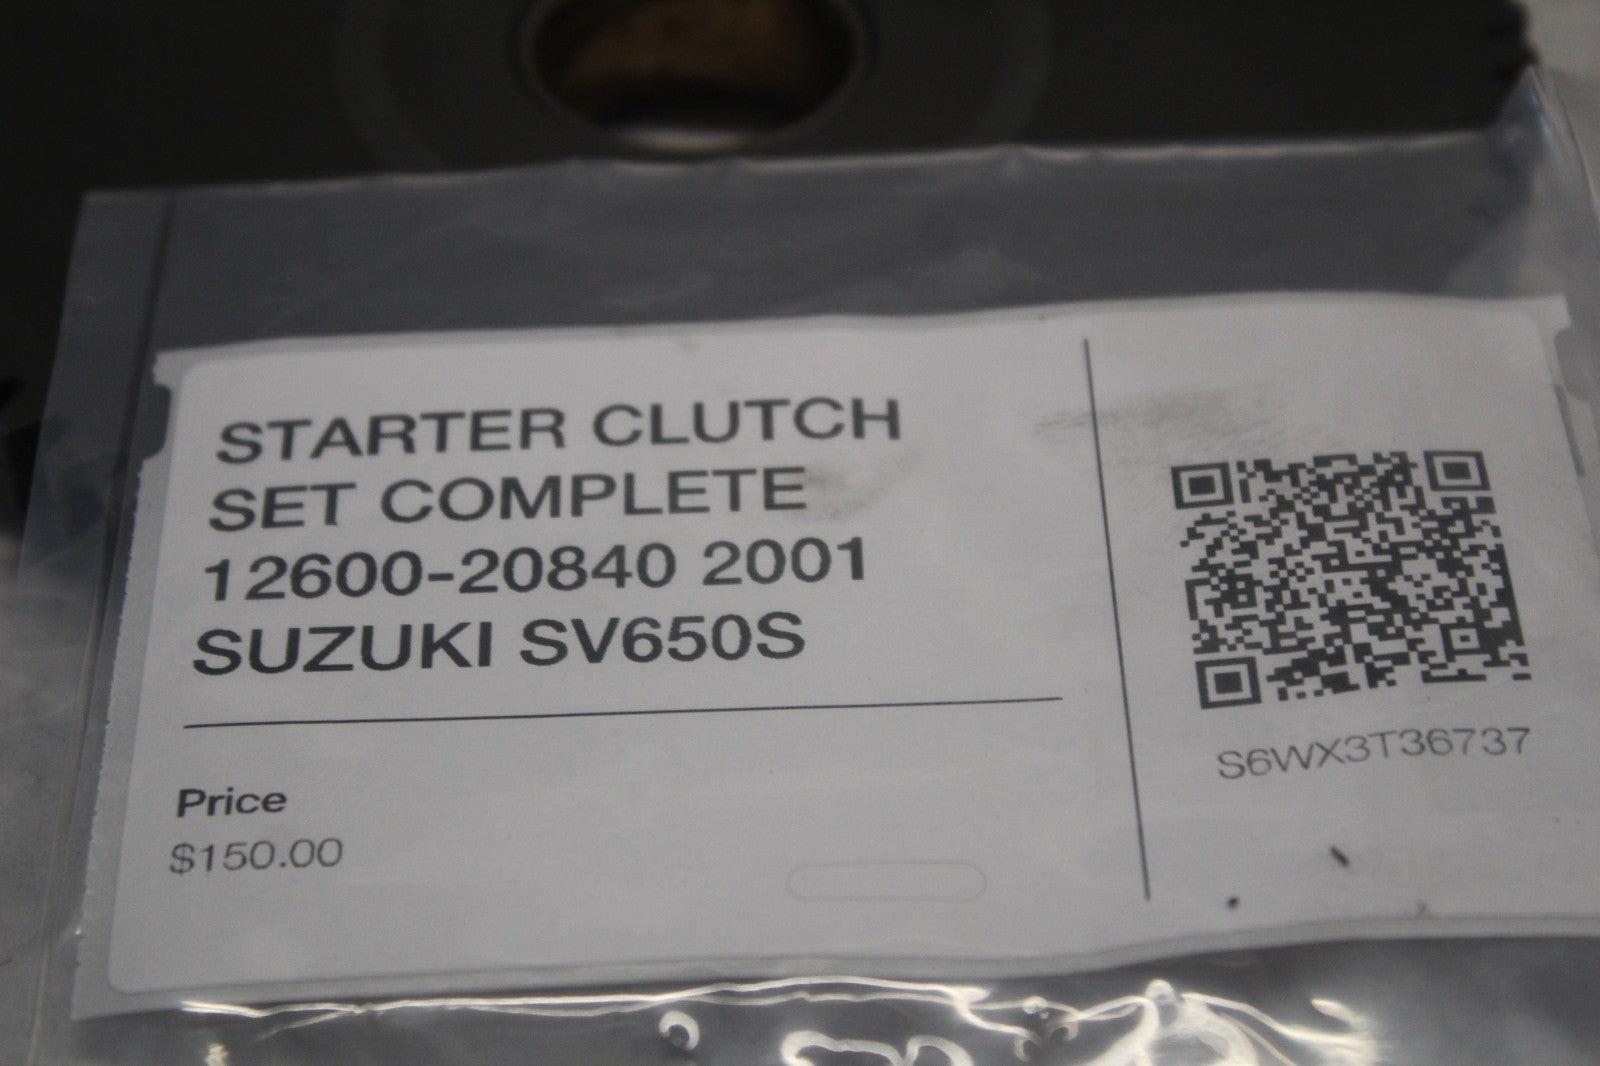 STARTER CLUTCH
SET COMPLETE
12600-20840 2001
SUZUKI SV650S
Price
$150.00
S6WX3T36737